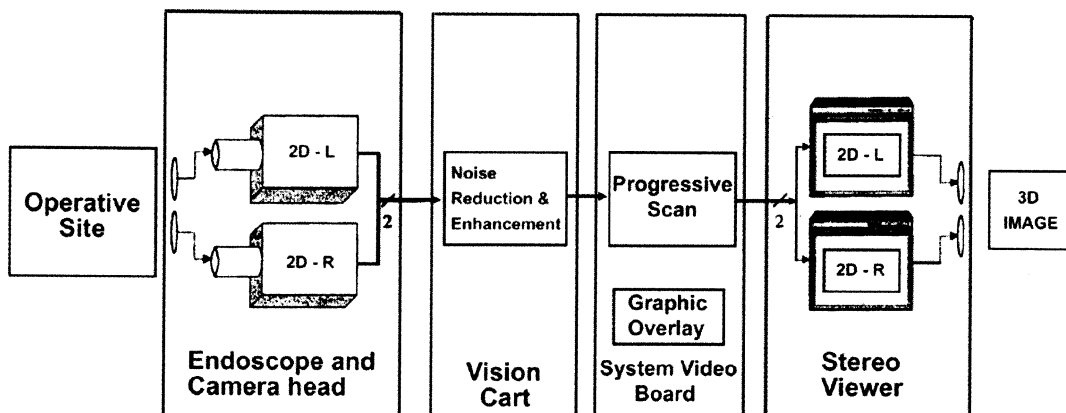 Operative
Site
2D - L
2D - R
2
Endoscope and
Camera head
Noise
Reduction &
Enhancement
Vision
Cart
Progressive
Scan
Graphic
Overlay
System Video
Board
2
2D - L
2D - R
Stereo
Viewer
3D
IMAGE